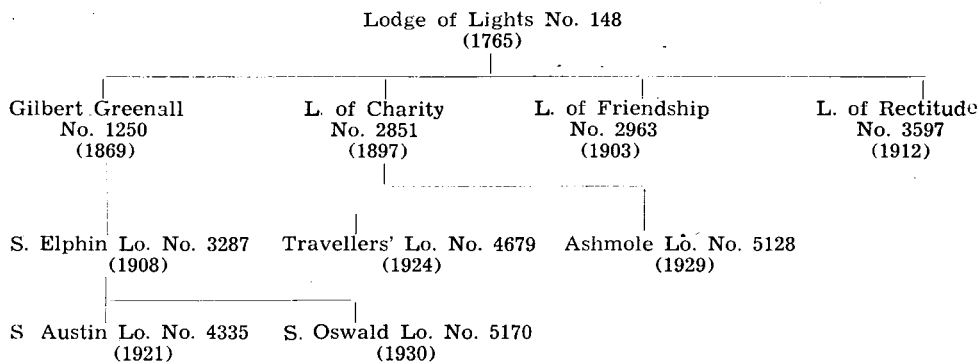 Lodge of Lights No. 148
(1765)
Gilbert Greenall L. of Charity L. of Friendship L. of Rectitude
No. 1250 No. 2851 No. 2963 No. 3597
(1869) (1897) (1903) (1912)
S. Elphin Lo. No. 3287 Travellers' Lo. No. 4679 Ashmole Lo. No. 5128
(1908) (1924) (1929)
S Austin Lo. No. 4335 S. Oswald Lo. No. 5170
(1921) (1930)